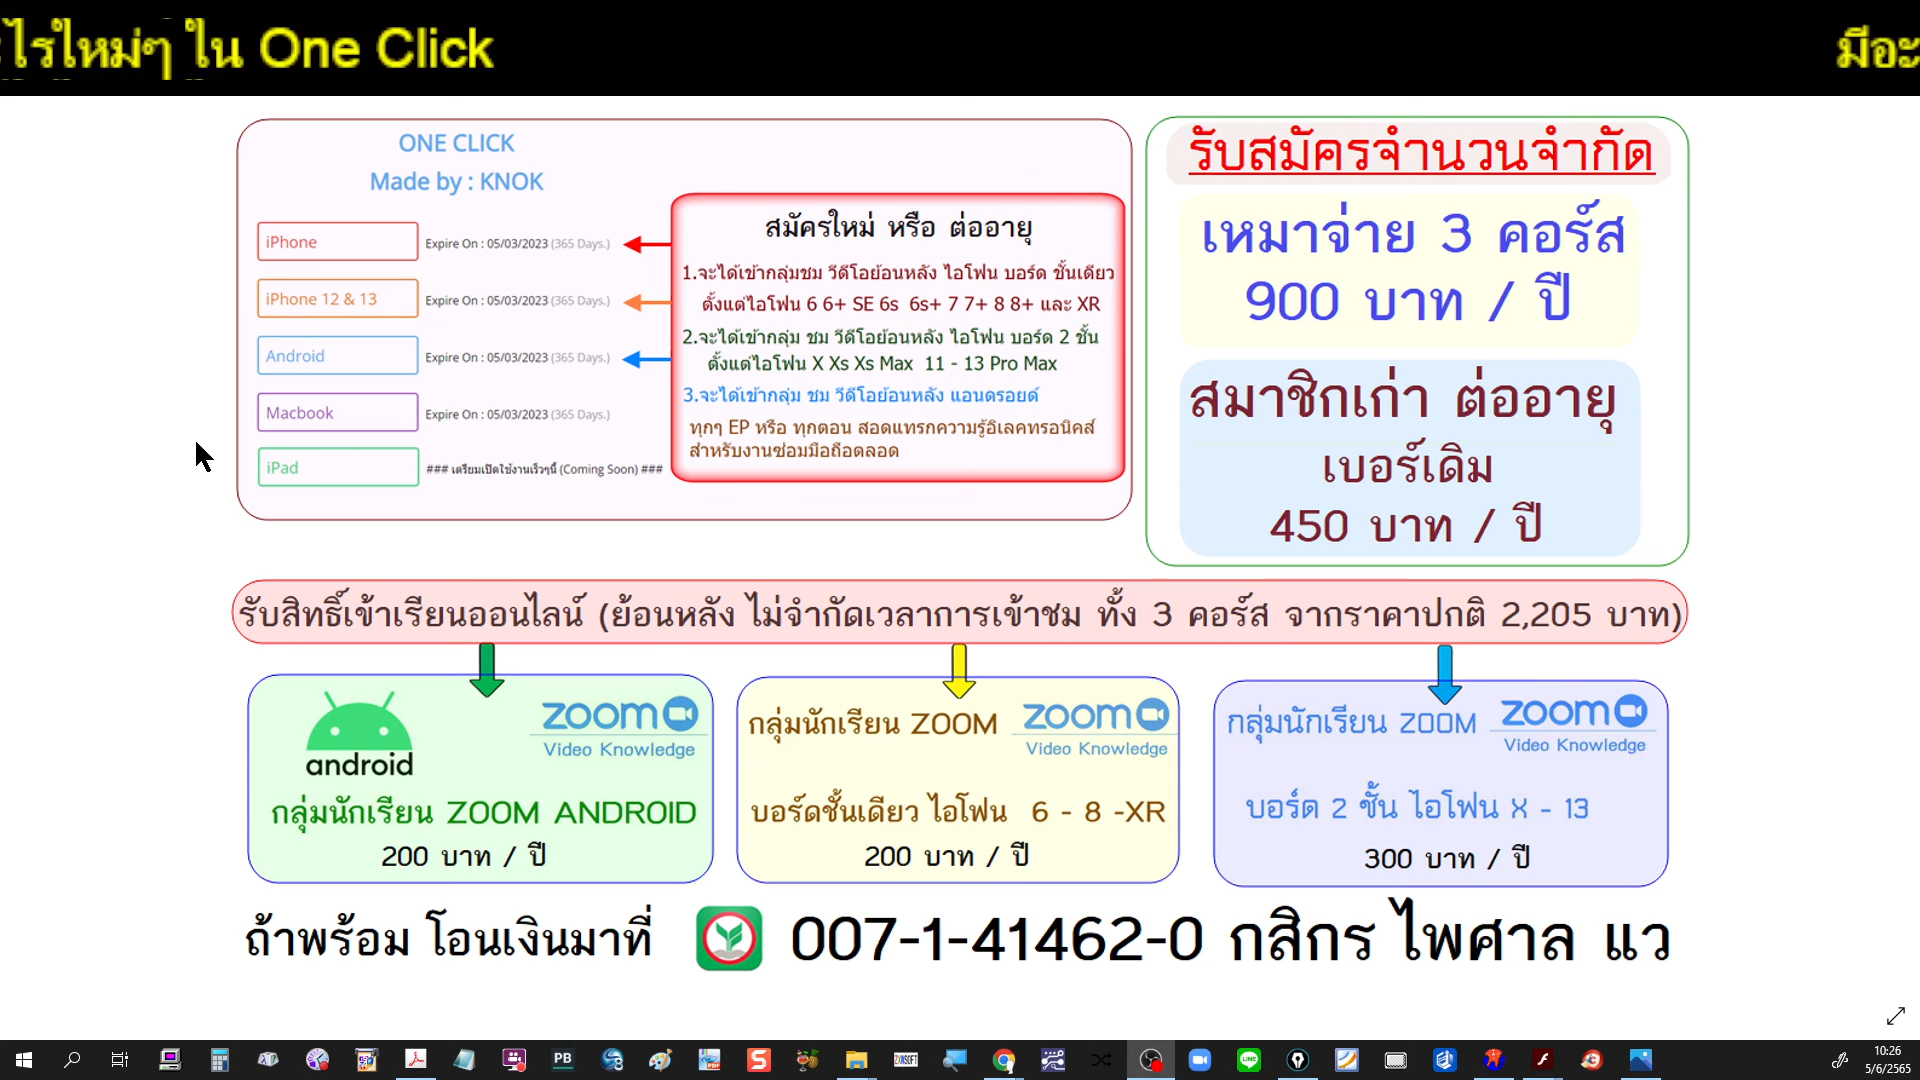 ะไรใหม่ๆ ใน One Click
มีอะ
ONE CLICK
Made by : KNOK
iPhone
Expire On : 05/03/2023 (365 Days.)
iPhone 12 & 13
Expire On : 05/03/2023 (365 Days.)
Android
Expire On : 05/03/2023 (365 Days.)
Macbook
Expire On : 05/03/2023 (365 Days.)
iPad
### เตรียมเปิดใช้งานเร็วๆนี้ (Coming Soon) ###
สมัครใหม่ หรือ ต่ออายุ
1.จะได้เข้ากลุ่มชม วีดีโอย้อนหลัง ไอโฟน บอร์ด ชั้นเดียว
ตั้งแต่ไอโฟน 6 6+ SE 6s 6s+ 7 7+ 8 8+ และ XR
2.จะได้เข้ากลุ่ม ชม วีดีโอย้อนหลัง ไอโฟน บอร์ด 2 ชั้น
ตั้งแต่ไอโฟน X Xs Xs Max 11 - 13 Pro Max
3.จะได้เข้ากลุ่ม ชม วีดีโอย้อนหลัง แอนดรอยด์
ทุกๆ EP หรือ ทุกตอน สอดแทรกความรู้อิเลคทรอนิคส์
สำหรับงานซ่อมมือถือตลอด
รับสมัครจำนวนจำกัด
เหมาจ่าย 3 คอร์ส
900 บาท / ปี
สมาชิกเก่า ต่ออายุ
เบอร์เดิม
450 บาท / ปี
รับสิทธิ์เข้าเรียนออนไลน์ (ย้อนหลัง ไม่จำกัดเวลาการเข้าชม ทั้ง 3 คอร์ส จากราคาปกติ 2,205 บาท)
android
zoom
Video Knowledge
กลุ่มนักเรียน ZOOM ANDROID
200 บาท / ปี
กลุ่มนักเรียน ZOOM
zoom
Video Knowledge
บอร์ดชั้นเดียว ไอโฟน 6 - 8 -XR
200 บาท / ปี
กลุ่มนักเรียน ZOOM
zoom
Video Knowledge
บอร์ด 2 ชั้น ไอโฟน X - 13
300 บาท / ปี
ถ้าพร้อม โอนเงินมาที่
007-1-41462-0 กสิกร ไพศาล แว
PB
PDF
ZXWSOFT
LINE
10:26
5/6/2565